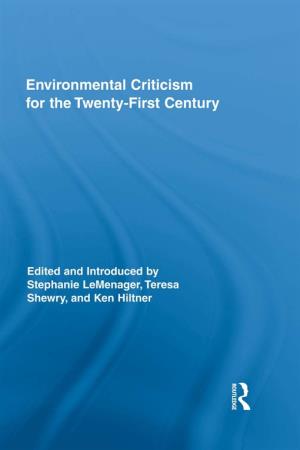 Environmental Criticism
for the Twenty-First Century
Edited and Introduced by
Stephanie LeMenager, Teresa
Shewry, and Ken Hiltner
ROUTLEDGE